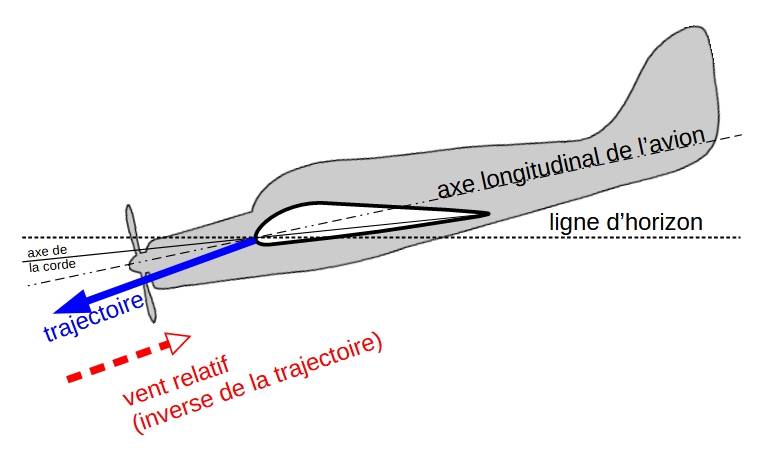 axe longitudinal de l'avion
ligne d'horizon
axe de
la corde
trajectoire
vent relatif
(inverse de la trajectoire)